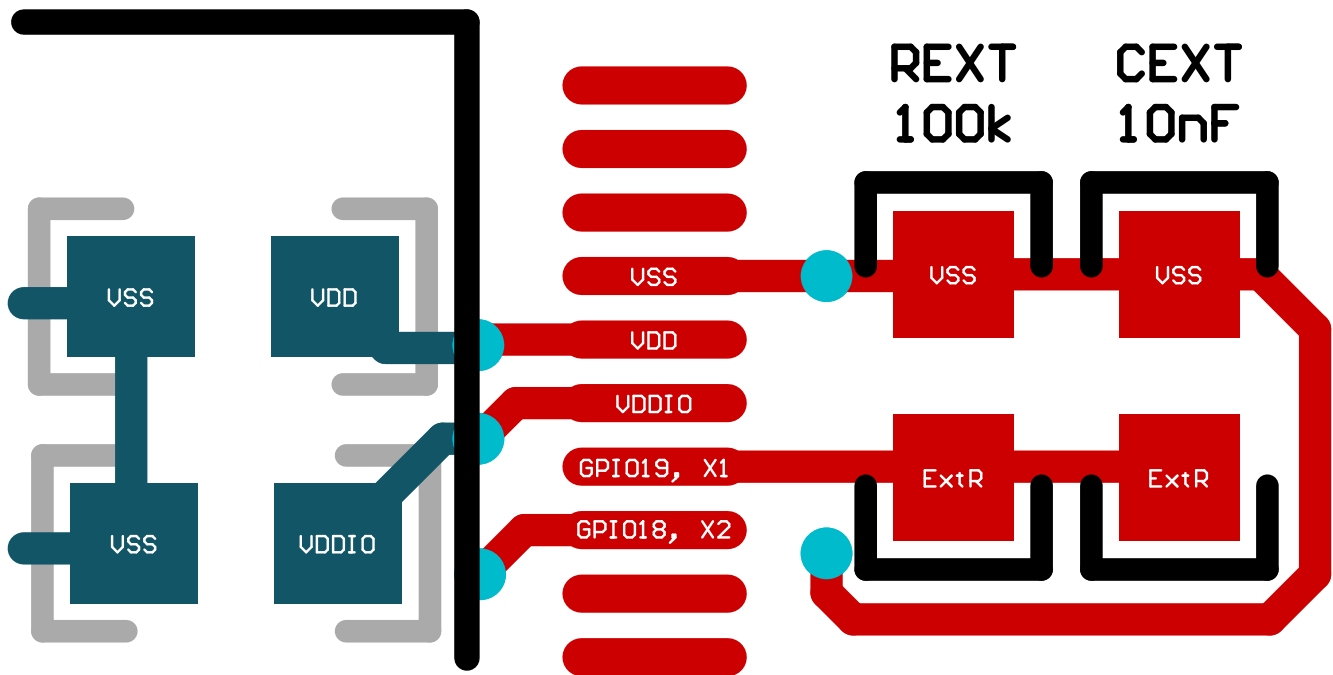 REXT
100k
CEXT
10nF
VSS
VDD
VSS
VDD
VDDIO
GPIO19, X1
GPIO18, X2
VSS
VSS
ExtR
ExtR
VSS
VDDIO